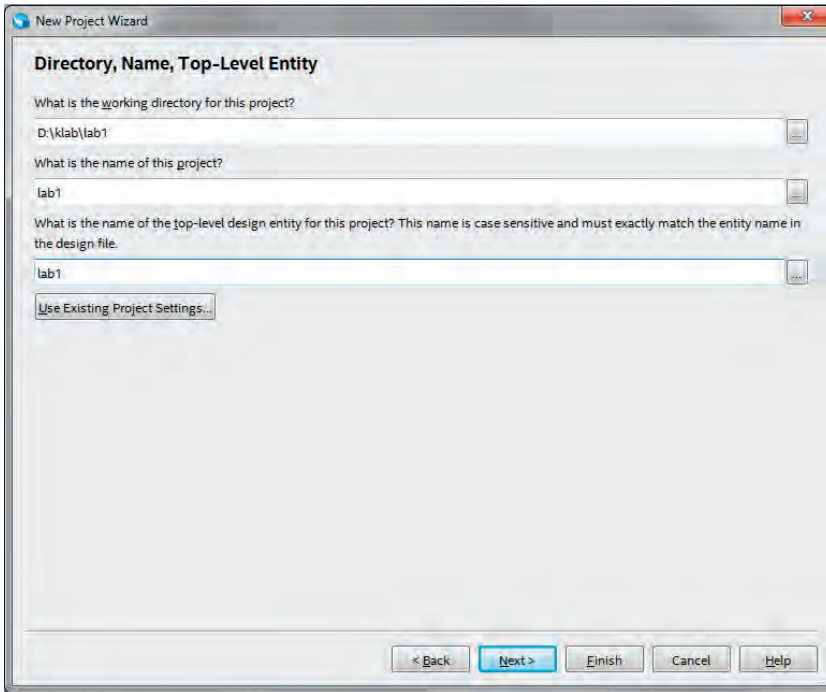 New Project Wizard
Directory, Name, Top-Level Entity
What is the working directory for this project?
D:\klab\lab1
...
What is the name of this project?
lab1
...
What is the name of the top-level design entity for this project? This name is case sensitive and must exactly match the entity name in
the design file.
lab1
...
Use Existing Project Settings...
< Back Next > Finish Cancel Help